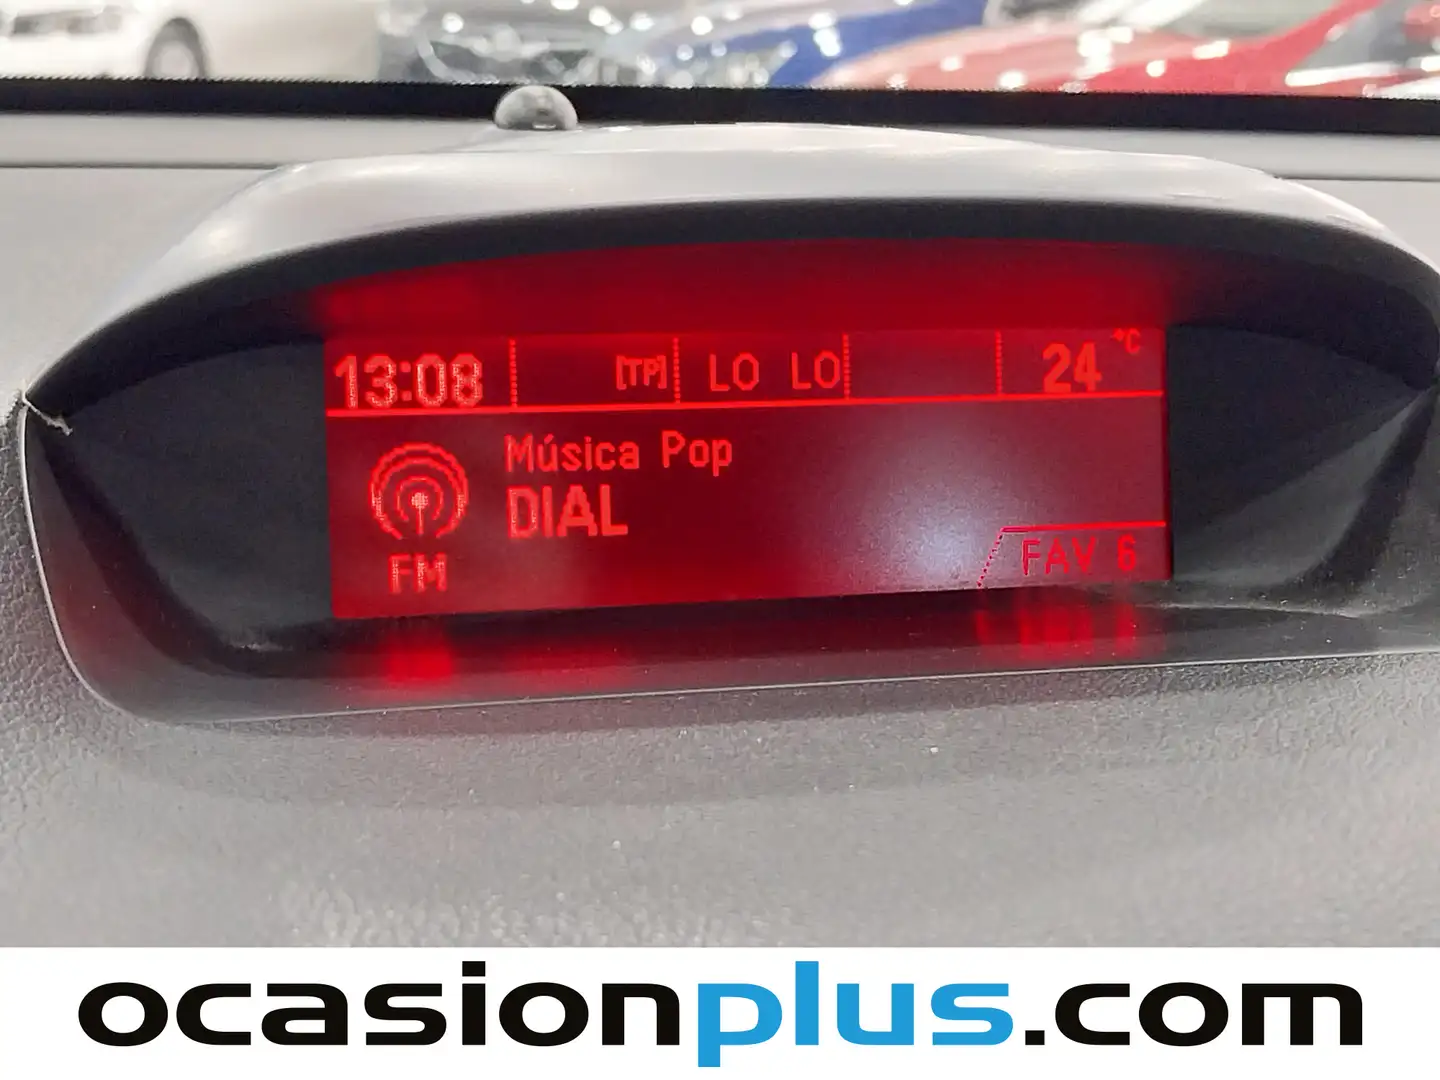 13:08 [TP] LO LO 24 °C
Música Pop
DIAL
FM
FAV 6
ocasionplus.com